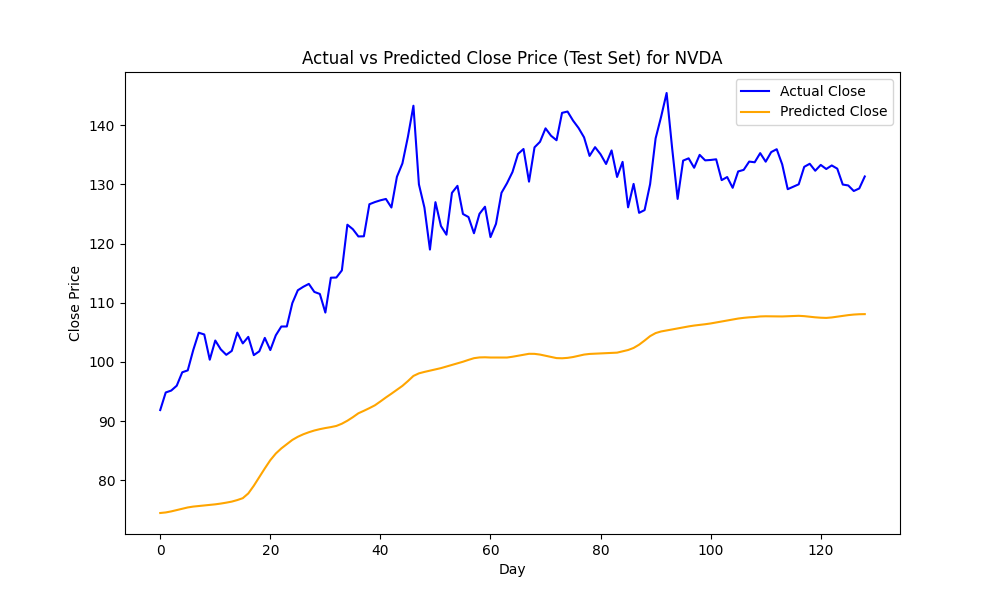 Actual vs Predicted Close Price (Test Set) for NVDA
Actual Close
Predicted Close
Close Price
140
130
120
110
100
90
80
0 20 40 60 80 100 120
Day